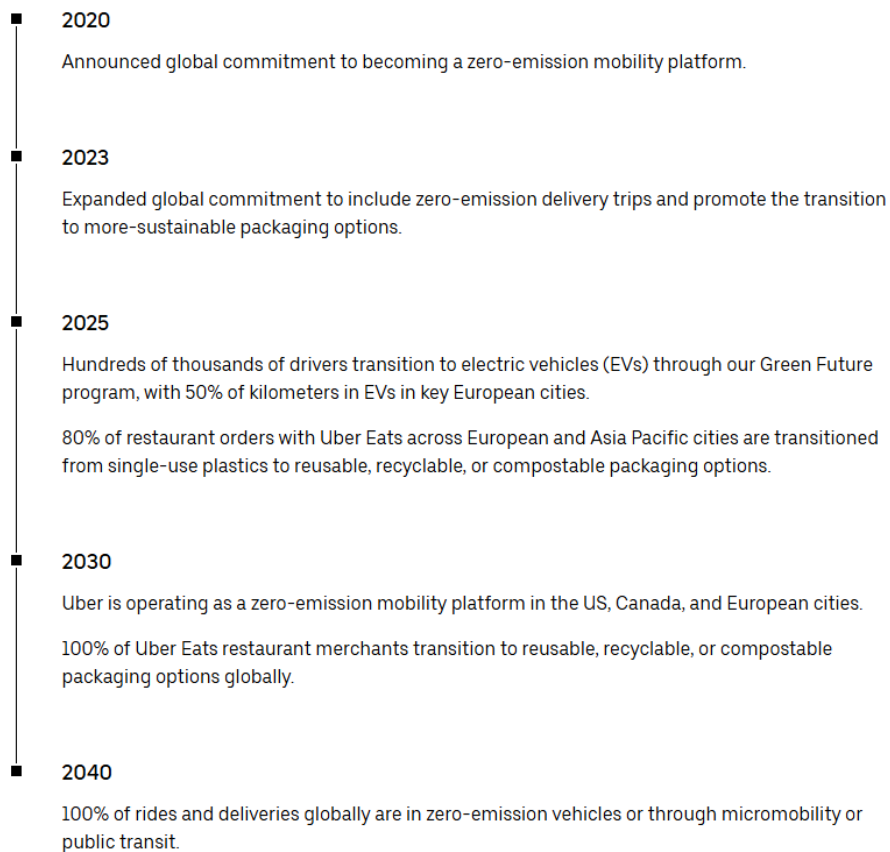 2020
Announced global commitment to becoming a zero-emission mobility platform.
2023
Expanded global commitment to include zero-emission delivery trips and promote the transition
to more-sustainable packaging options.
2025
Hundreds of thousands of drivers transition to electric vehicles (EVs) through our Green Future
program, with 50% of kilometers in EVs in key European cities.
80% of restaurant orders with Uber Eats across European and Asia Pacific cities are transitioned
from single-use plastics to reusable, recyclable, or compostable packaging options.
2030
Uber is operating as a zero-emission mobility platform in the US, Canada, and European cities.
100% of Uber Eats restaurant merchants transition to reusable, recyclable, or compostable
packaging options globally.
2040
100% of rides and deliveries globally are in zero-emission vehicles or through micromobility or
public transit.